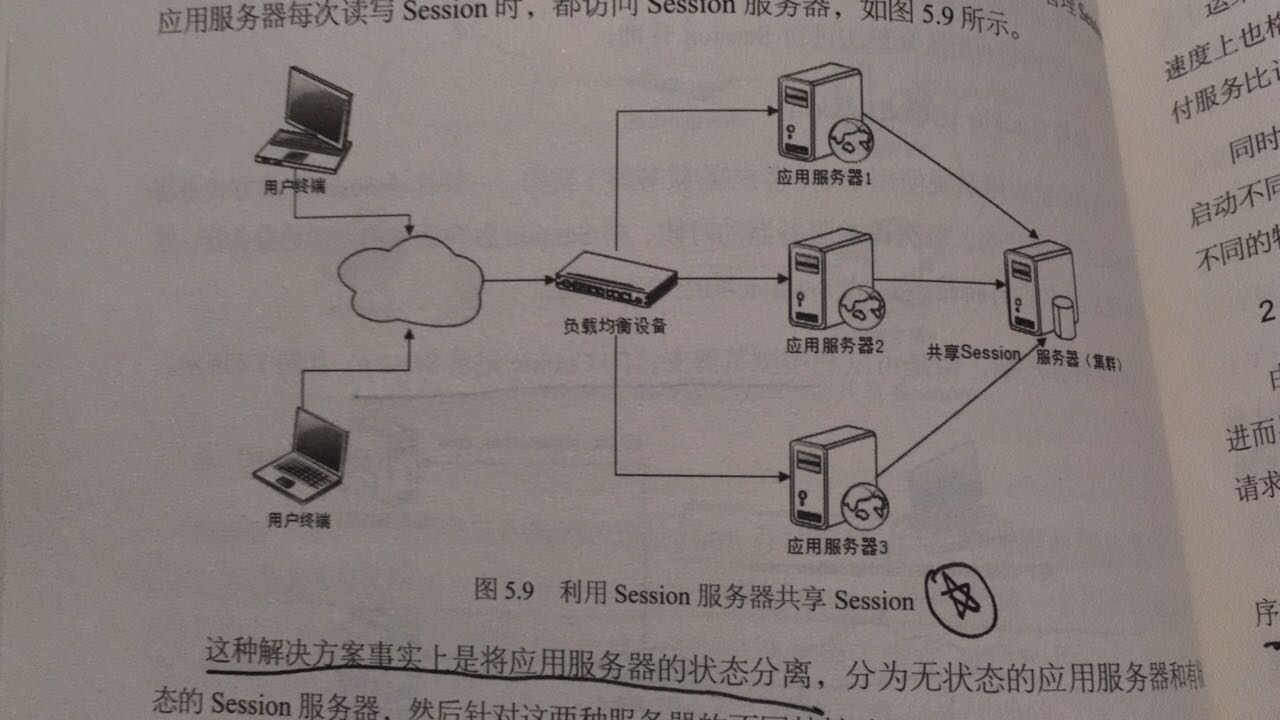 应用服务器每次读写 Session 时，都访问 Session 服务器，如图 5.9 所示。
用户终端
用户终端
负载均衡设备
应用服务器1
应用服务器2
应用服务器3
共享Session 服务器（集群）
图 5.9 利用 Session 服务器共享 Session
这种解决方案事实上是将应用服务器的状态分离，分为无状态的应用服务器和有
态的 Session 服务器，然后针对这两种服务器的不同
速度上也
付服务比
同时
启动不同
不同的
2
进而
请求
序